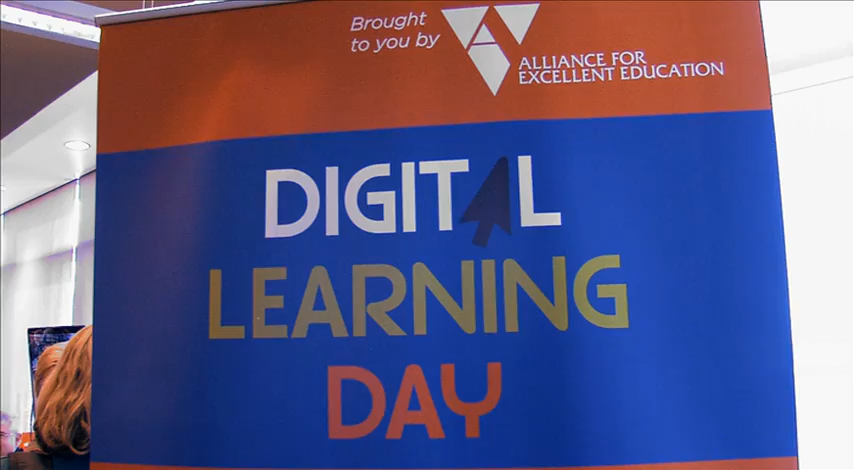 Brought
to you by
ALLIANCE FOR
EXCELLENT EDUCATION
DIGITAL
LEARNING
DAY